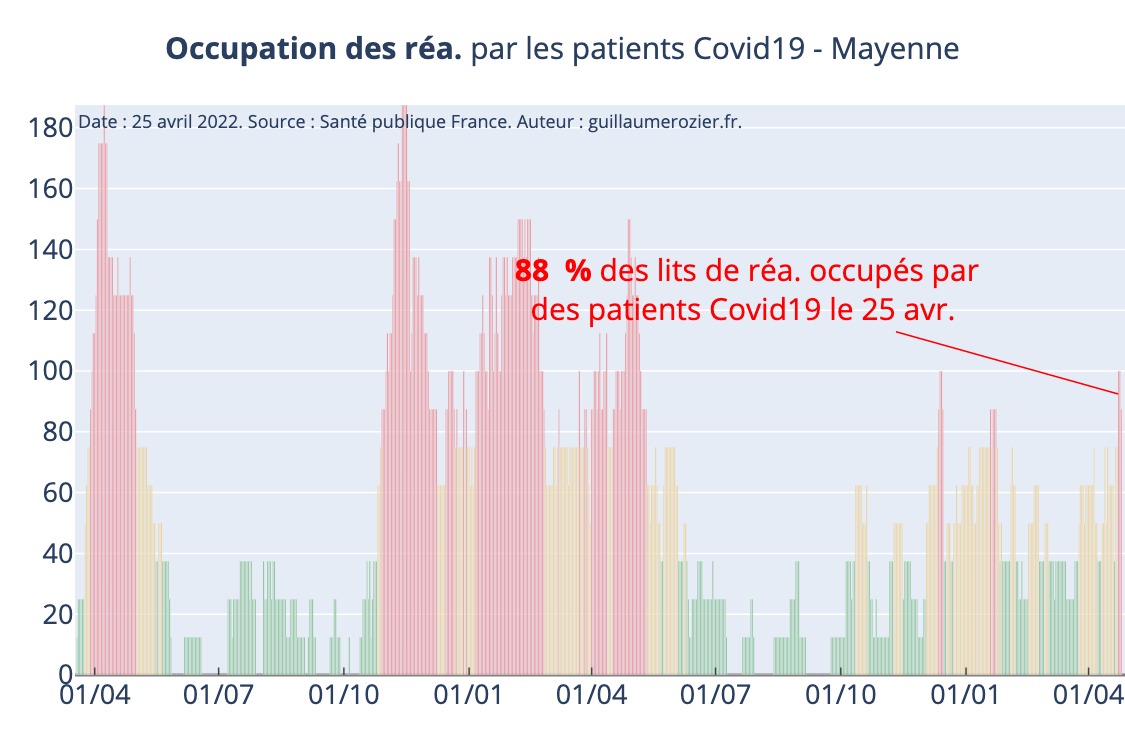 Occupation des réa. par les patients Covid19 - Mayenne
180
Date : 25 avril 2022. Source : Santé publique France. Auteur : guillaumerozier.fr.
160
140
88 % des lits de réa. occupés par
des patients Covid19 le 25 avr.
120
100
80
60
40
20
0
01/04 01/07 01/10 01/01 01/04 01/07 01/10 01/01 01/04